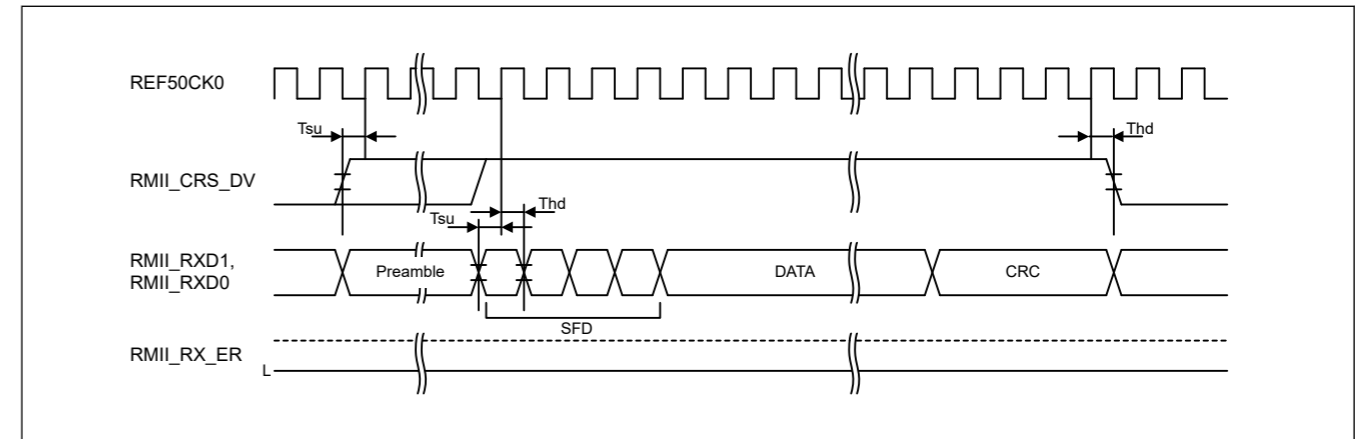 REF50CK0
Tsu
Thd
RMII_CRS_DV
Tsu
Thd
RMII_RXD1,
RMII_RXD0
Preamble
DATA
CRC
SFD
RMII_RX_ER
L